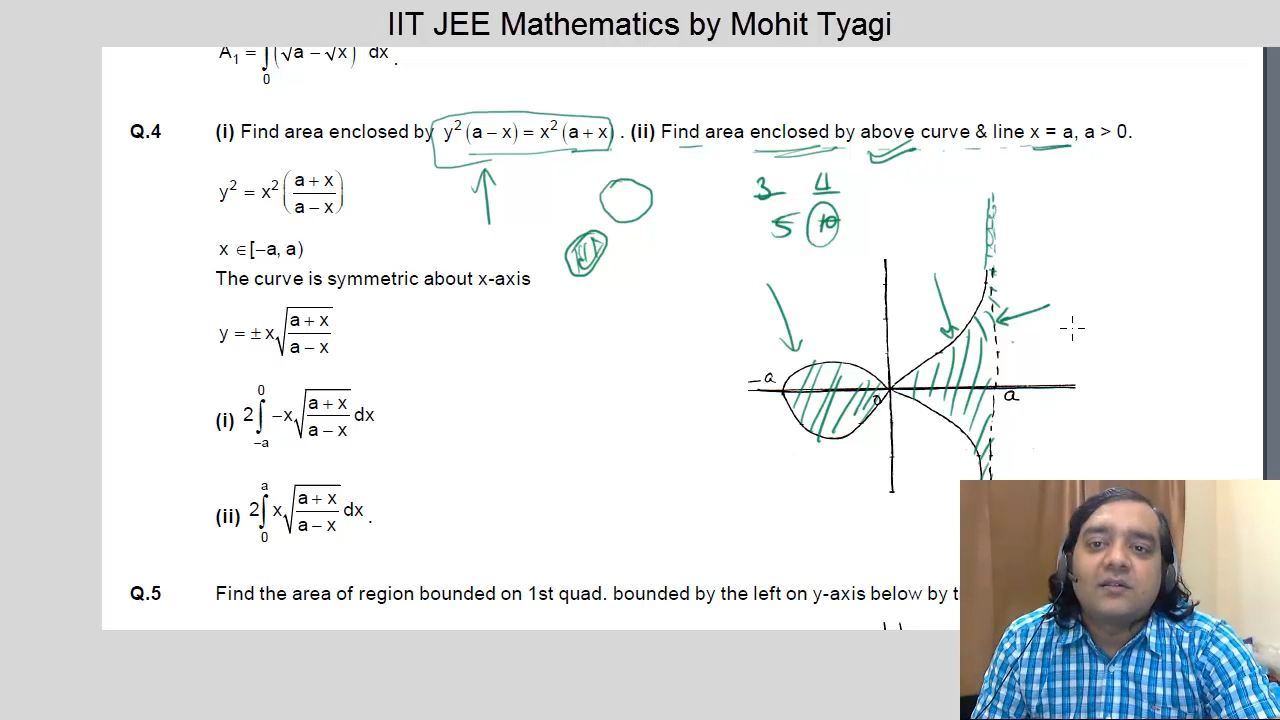 IIT JEE Mathematics by Mohit Tyagi
A₁ = ∫₀ (√a − √x) dx .
Q.4 (i) Find area enclosed by y² (a − x) = x² (a + x) . (ii) Find area enclosed by above curve & line x = a, a > 0.
y² = x² ((a + x)/(a − x))
3 4
5 10
x ∈ [−a, a)
The curve is symmetric about x-axis
y = ± x √((a + x)/(a − x))
−a 0 a
(i) 2∫₋ₐ⁰ −x √((a + x)/(a − x)) dx
(ii) 2∫₀ᵃ x √((a + x)/(a − x)) dx .
Q.5 Find the area of region bounded on 1st quad. bounded by the left on y-axis below by